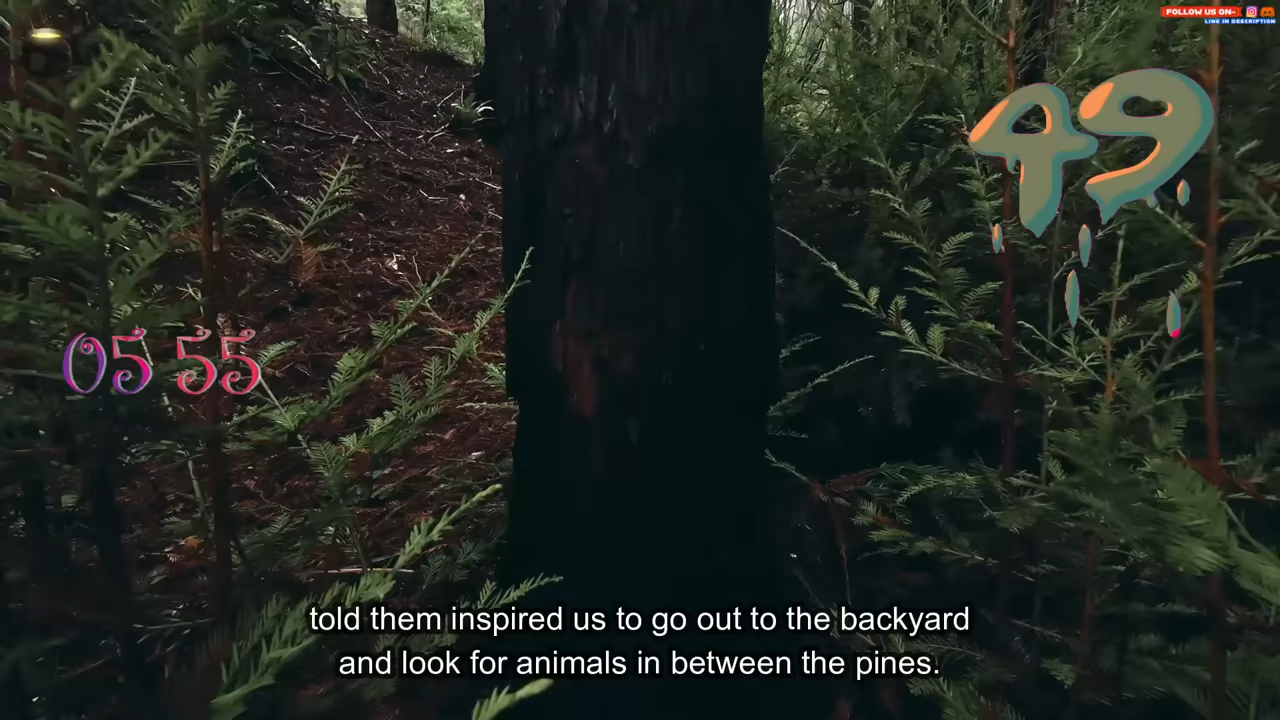 FOLLOW US ON-
LINK IN DESCRIPTION
49
05 55
told them inspired us to go out to the backyard
and look for animals in between the pines.